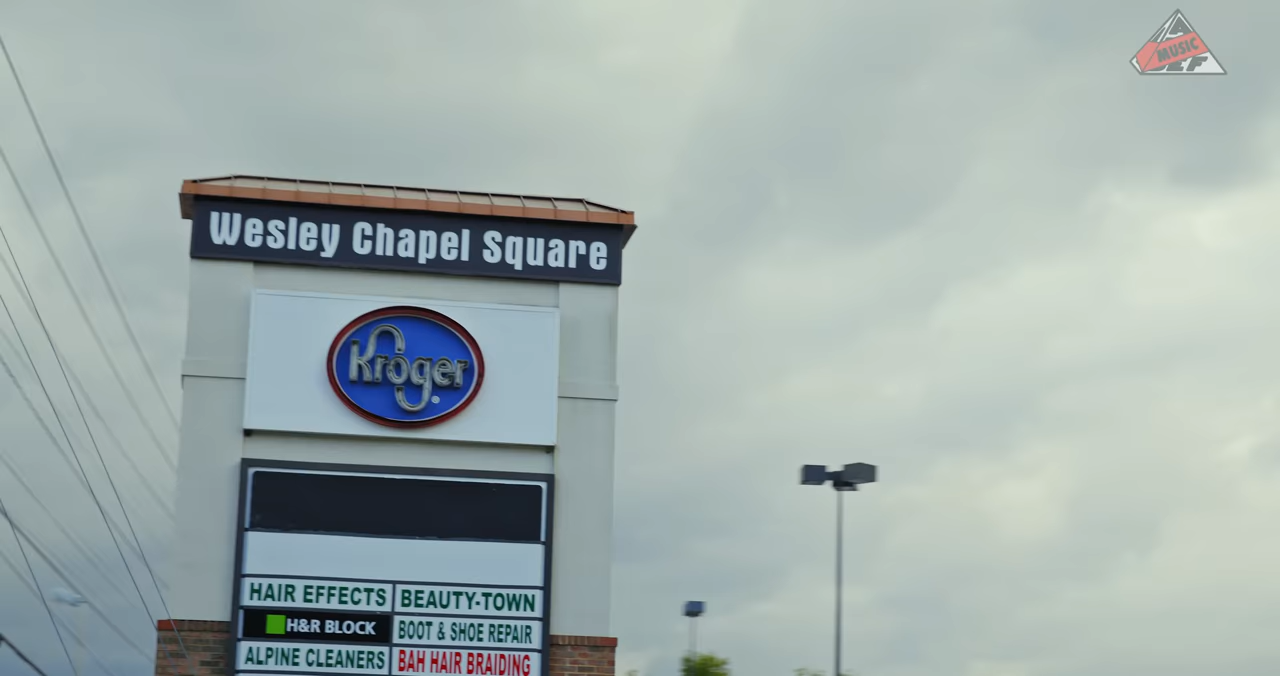 MUSIC
Wesley Chapel Square
Kroger
HAIR EFFECTS
BEAUTY-TOWN
H&R BLOCK
BOOT & SHOE REPAIR
ALPINE CLEANERS
BAH HAIR BRAIDING